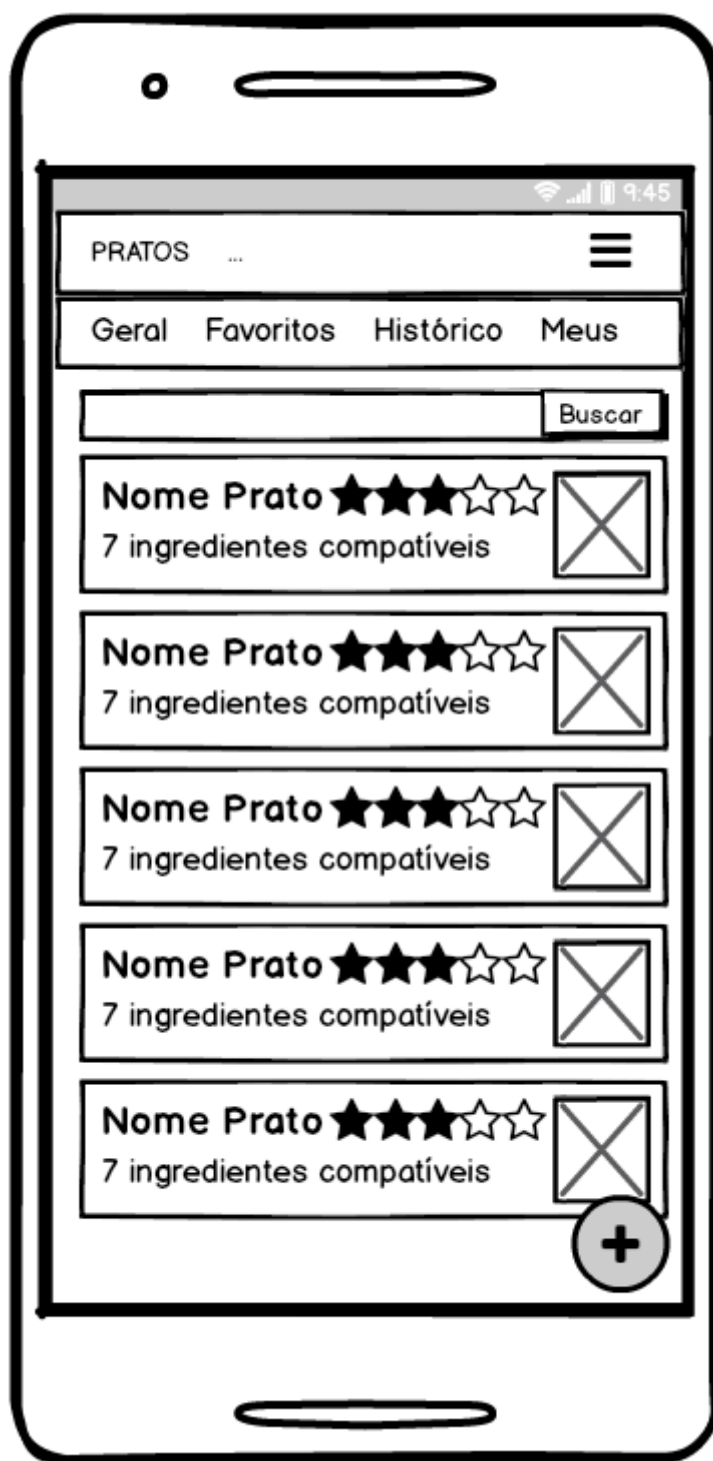 9:45
PRATOS ...
Geral Favoritos Histórico Meus
Buscar
Nome Prato
7 ingredientes compatíveis
Nome Prato
7 ingredientes compatíveis
Nome Prato
7 ingredientes compatíveis
Nome Prato
7 ingredientes compatíveis
Nome Prato
7 ingredientes compatíveis
+